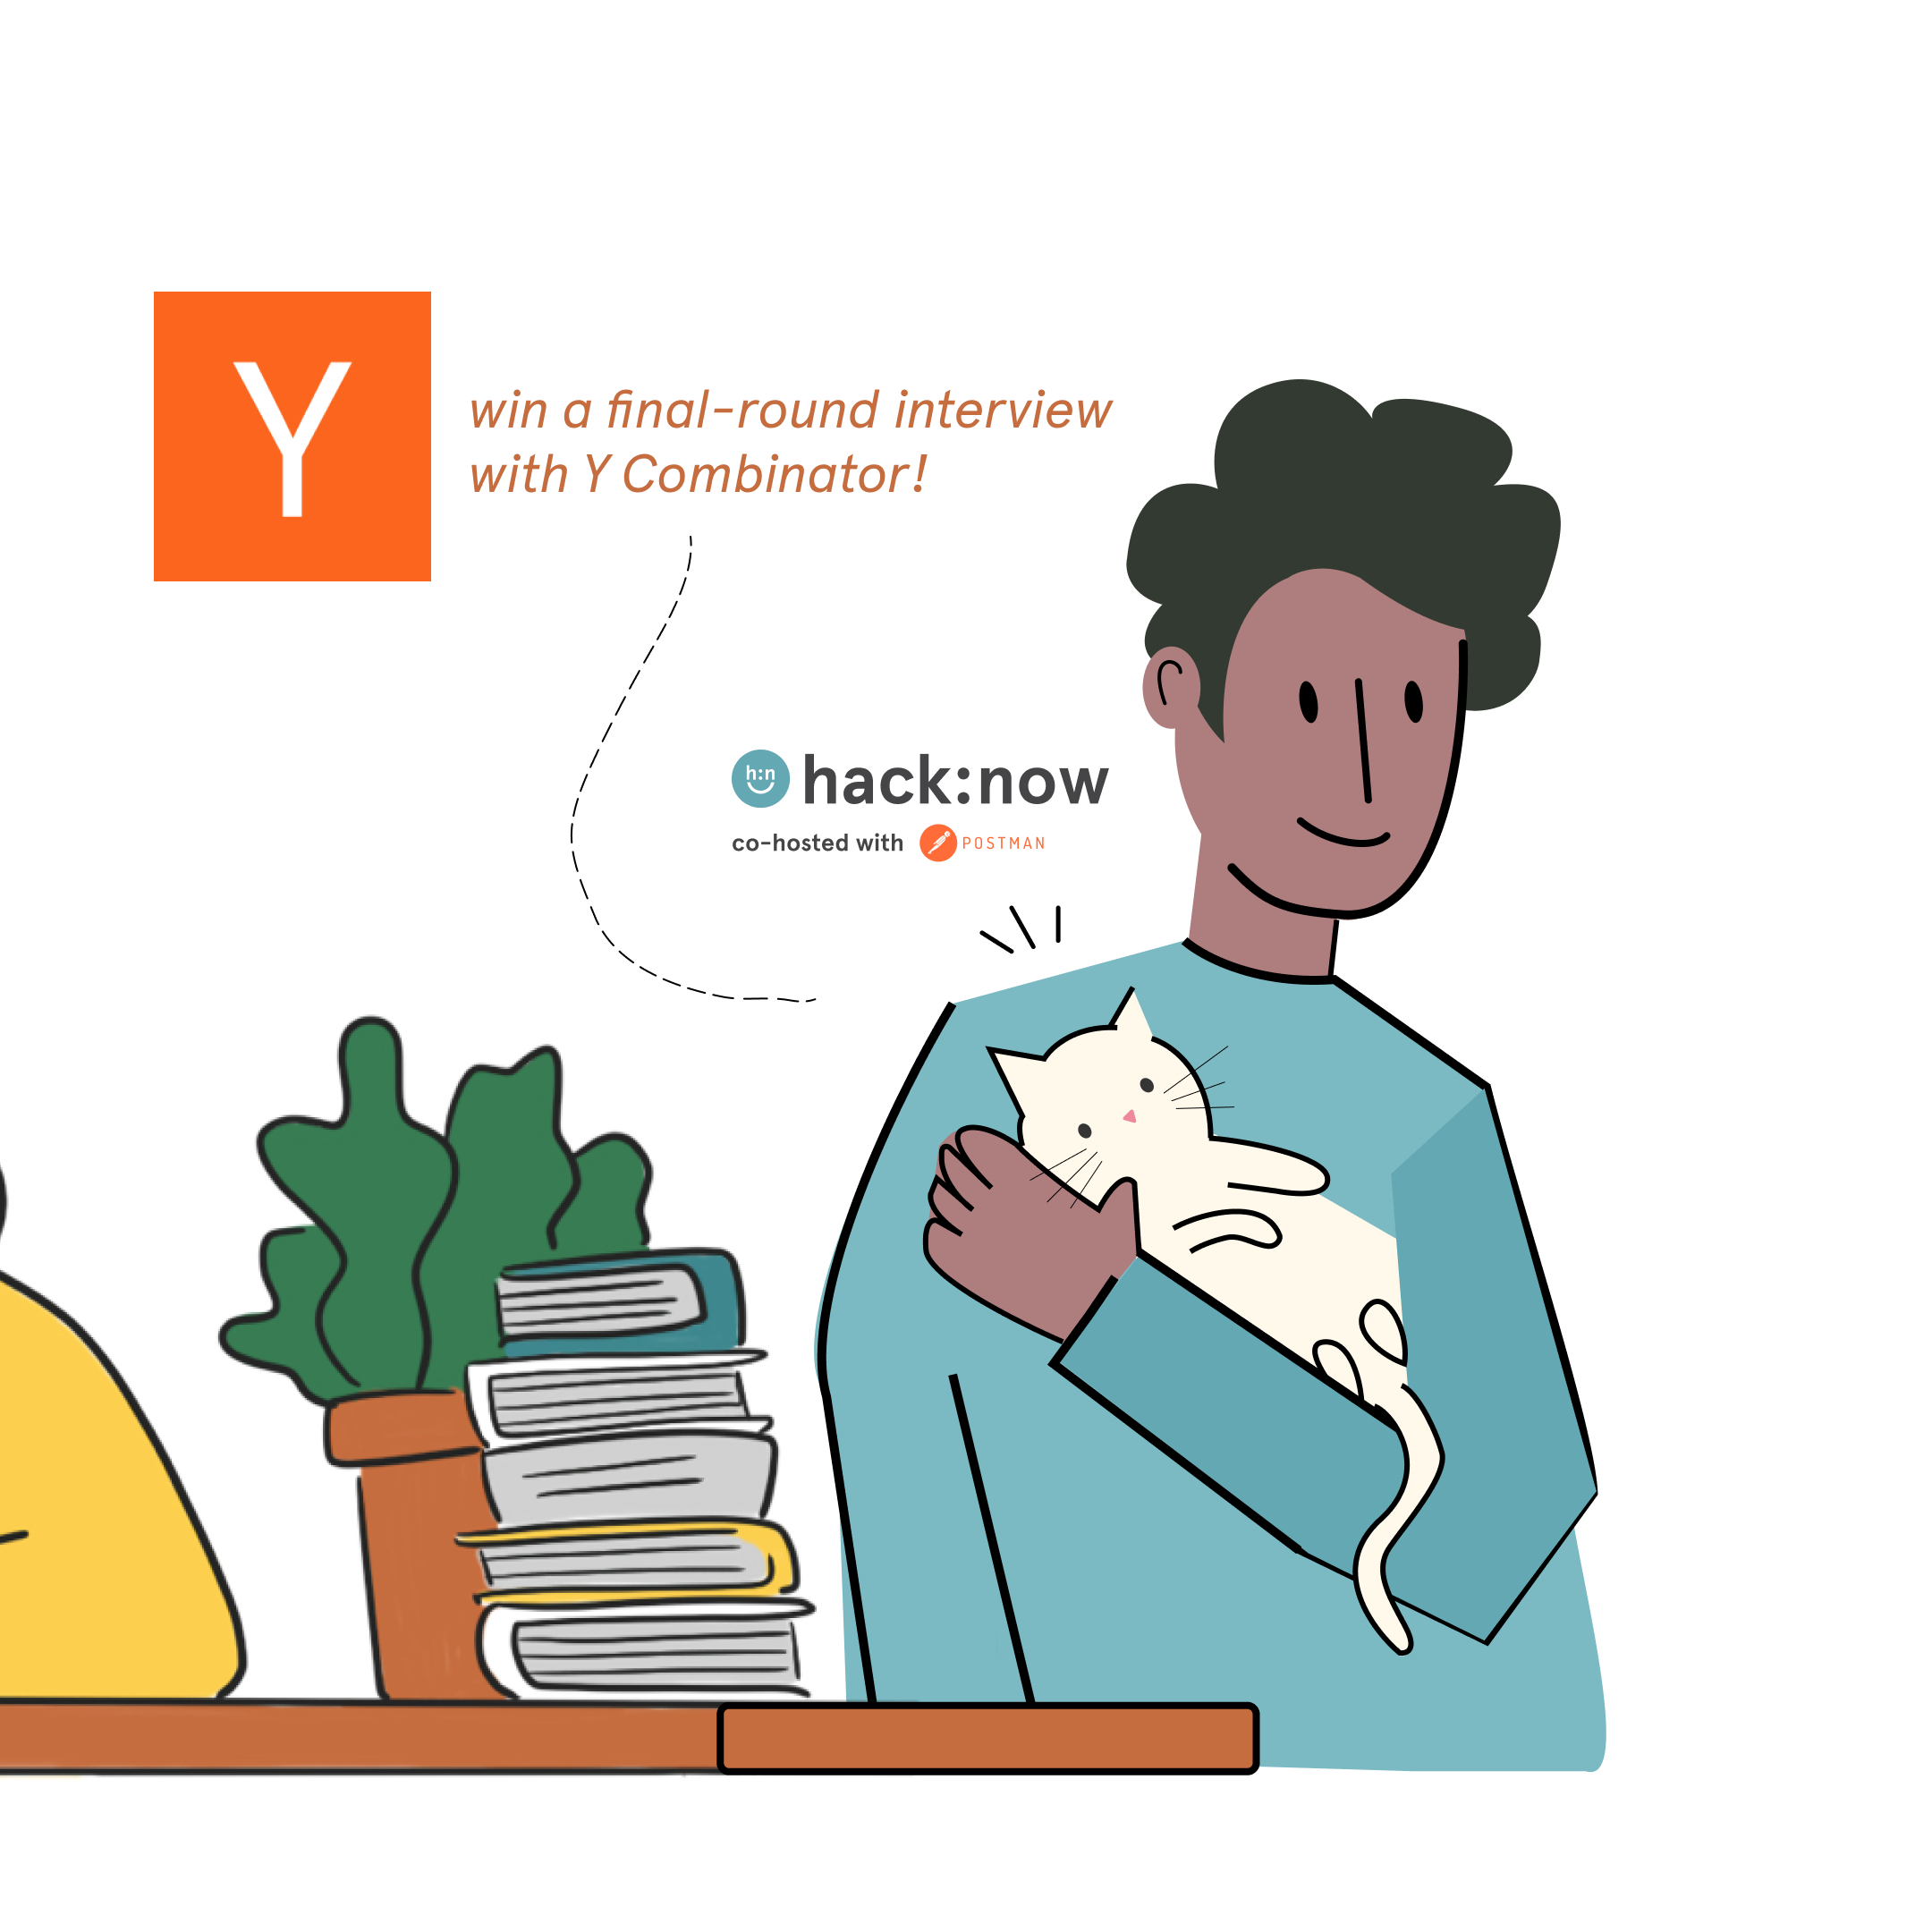 Y
win a final-round interview
with Y Combinator!
h:n hack:now
co-hosted with POSTMAN